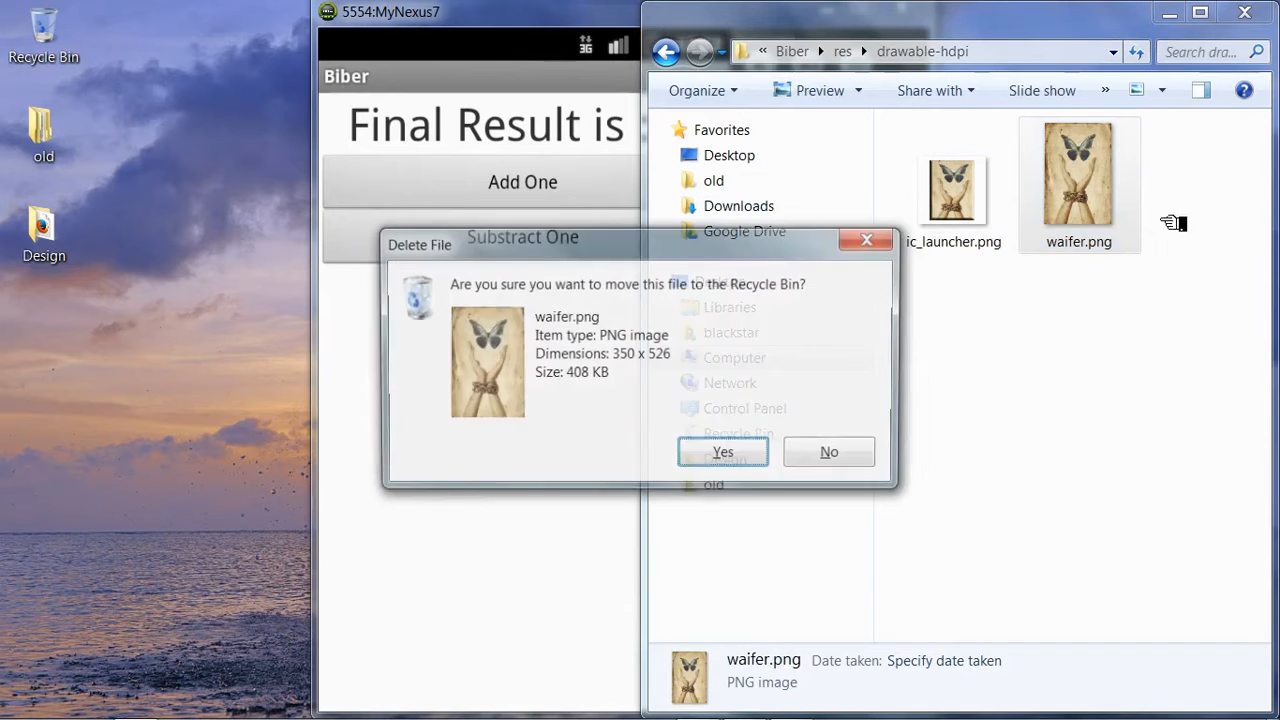 Recycle Bin
old
Design
5554:MyNexus7
3G
Biber
Final Result is
Add One
Substract One
« Biber res drawable-hdpi
Search dra...
Organize Preview Share with Slide show »
Favorites
Desktop
old
Downloads
Google Drive
Desktop
Libraries
blackstar
Computer
Network
Control Panel
Recycle Bin
Design
old
ic_launcher.png
waifer.png
Delete File
Are you sure you want to move this file to the Recycle Bin?
waifer.png
Item type: PNG image
Dimensions: 350 x 526
Size: 408 KB
Yes
No
waifer.png Date taken: Specify date taken
PNG image